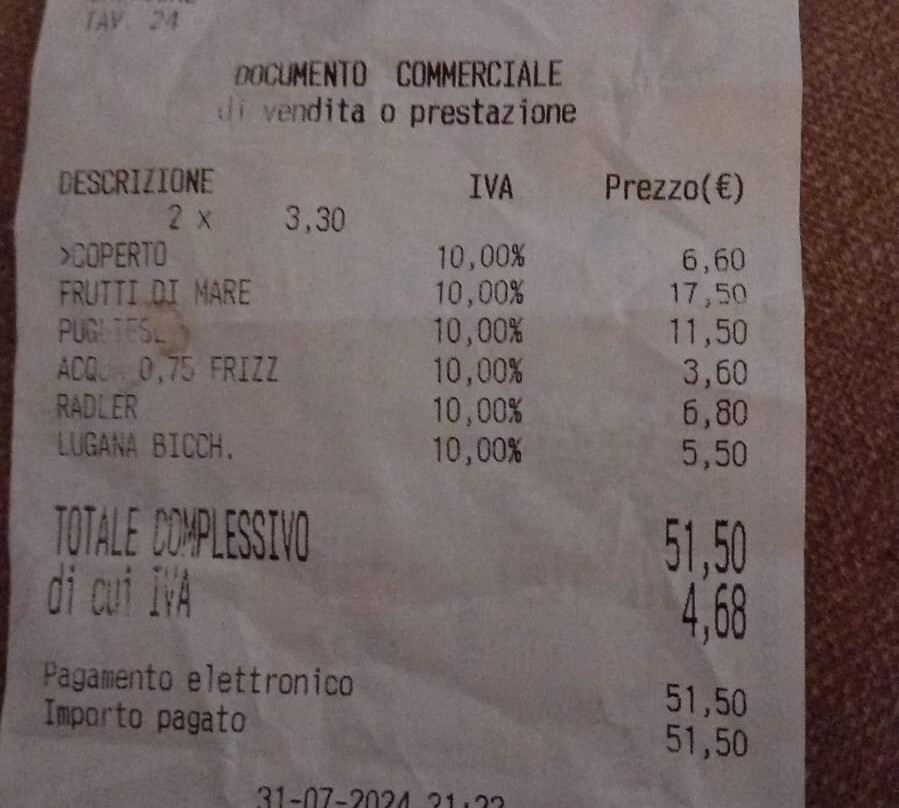 TAV. 24
DOCUMENTO COMMERCIALE
di vendita o prestazione
DESCRIZIONE IVA Prezzo(€)
2 x 3,30
>COPERTO 10,00% 6,60
FRUTTI DI MARE 10,00% 17,50
PUGLIESE 10,00% 11,50
ACQUA 0,75 FRIZZ 10,00% 3,60
RADLER 10,00% 6,80
LUGANA BICCH. 10,00% 5,50
TOTALE COMPLESSIVO 51,50
di cui IVA 4,68
Pagamento elettronico 51,50
Importo pagato 51,50
31-07-2024